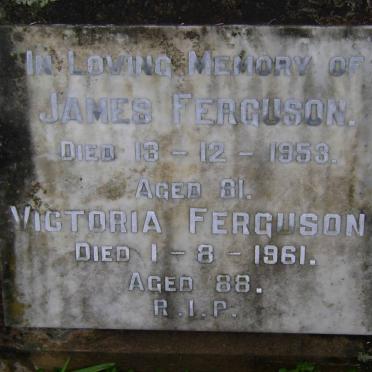 In Loving Memory of
James Ferguson.
Died 13 - 12 - 1953.
Aged 81.
Victoria Ferguson
Died 1 - 8 - 1961.
Aged 88.
R.I.P.